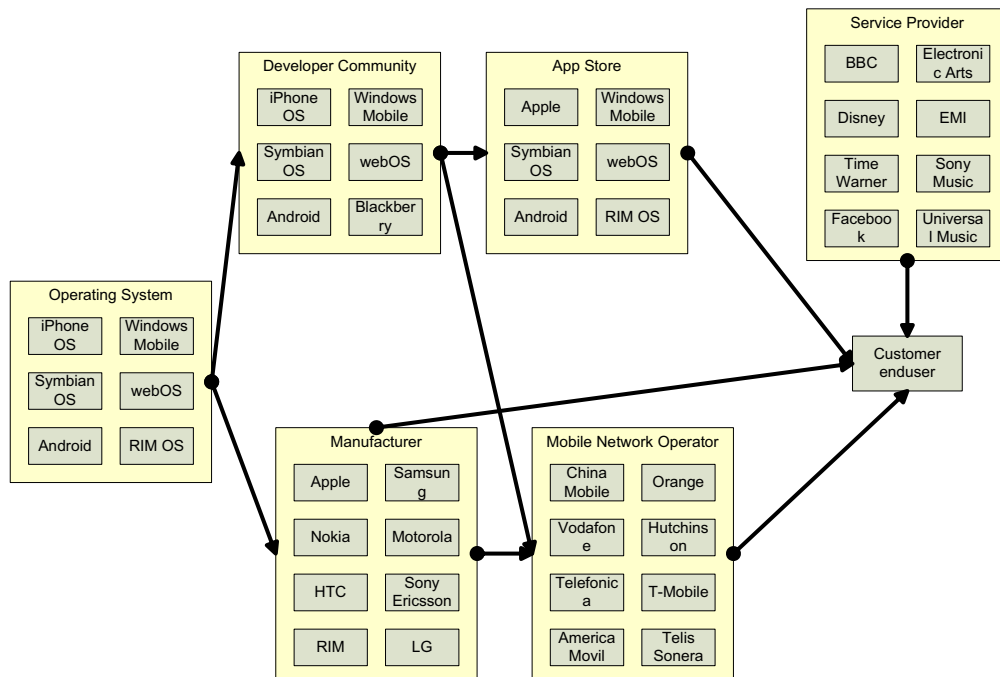 Service Provider
BBC
Electroni
c Arts
Disney
EMI
Time
Warner
Sony
Music
Faceboo
k
Universa
l Music
Developer Community
iPhone
OS
Windows
Mobile
Symbian
OS
webOS
Android
Blackber
ry
App Store
Apple
Windows
Mobile
Symbian
OS
webOS
Android
RIM OS
Operating System
iPhone
OS
Windows
Mobile
Symbian
OS
webOS
Android
RIM OS
Customer
enduser
Manufacturer
Apple
Samsun
g
Nokia
Motorola
HTC
Sony
Ericsson
RIM
LG
Mobile Network Operator
China
Mobile
Orange
Vodafon
e
Hutchins
on
Telefonic
a
T-Mobile
America
Movil
Telis
Sonera